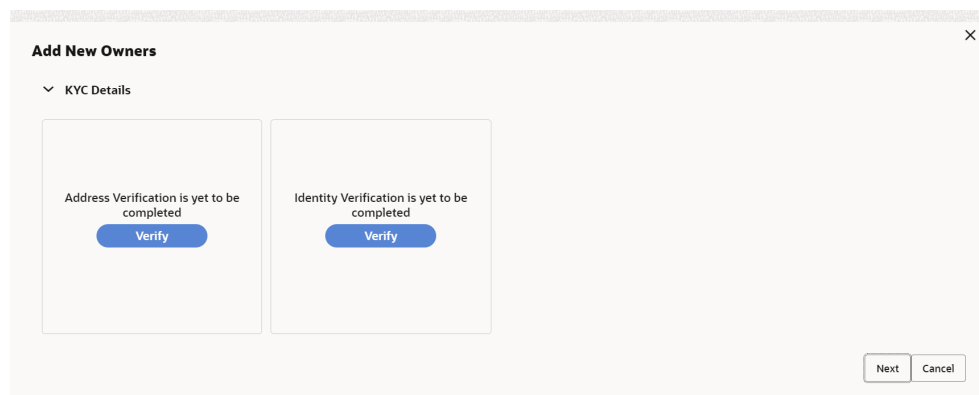 Add New Owners
KYC Details
Address Verification is yet to be
completed
Verify
Identity Verification is yet to be
completed
Verify
Next
Cancel